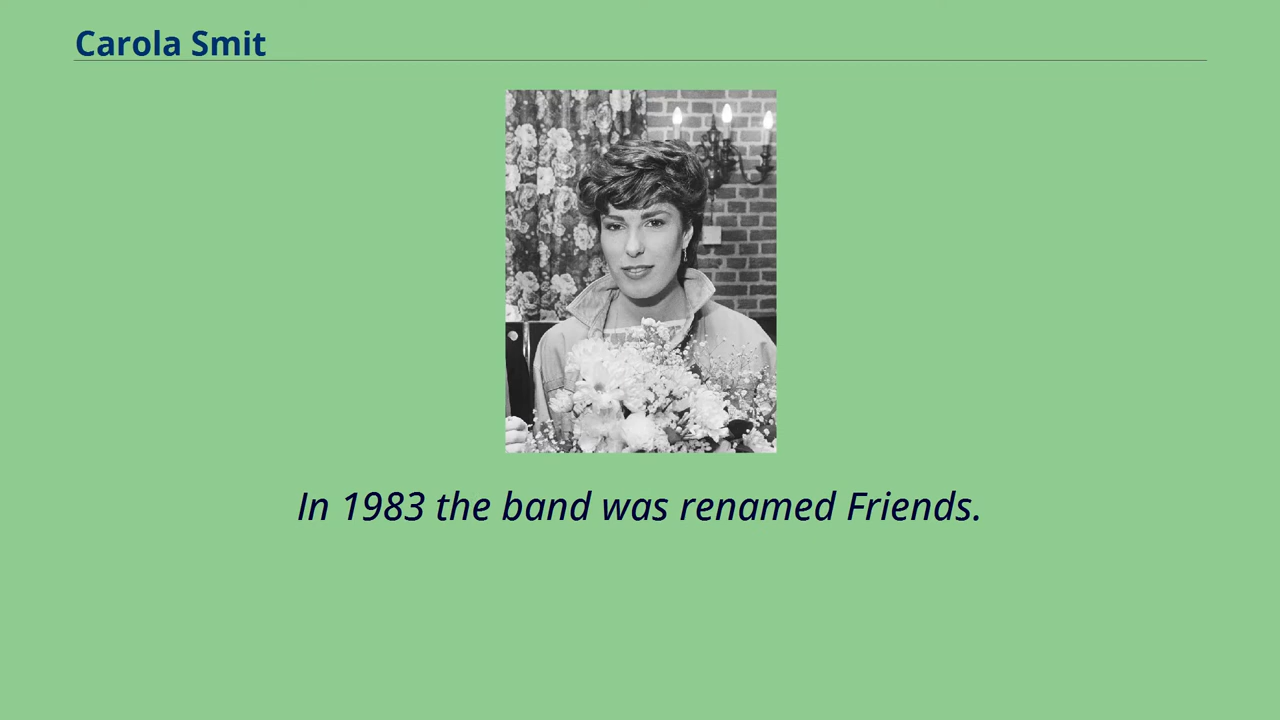 Carola Smit
In 1983 the band was renamed Friends.